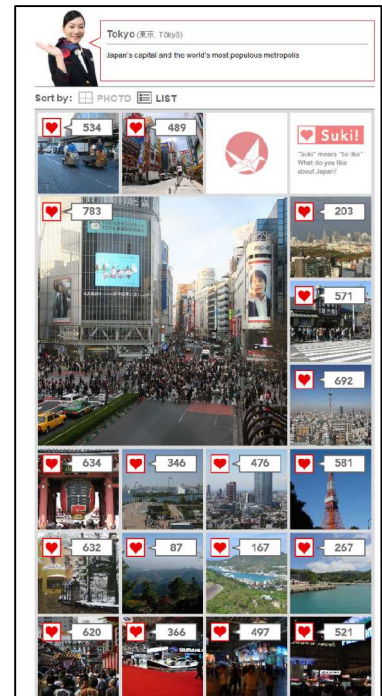 Tokyo (東京, Tōkyō)
Japan's capital and the world's most populous metropolis
Sort by: PHOTO LIST
534
489
Suki!
"Suki" means "to like"
What do you like
about Japan?
783
203
571
692
634
346
476
581
632
87
167
267
620
366
497
521